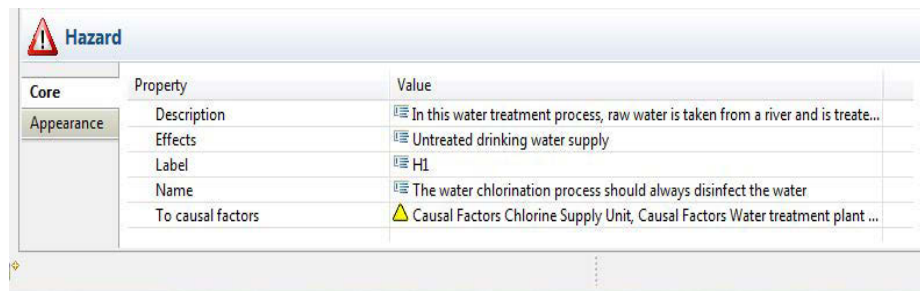 Hazard
Core
Appearance
Property Value
Description In this water treatment process, raw water is taken from a river and is treate...
Effects Untreated drinking water supply
Label H1
Name The water chlorination process should always disinfect the water
To causal factors Causal Factors Chlorine Supply Unit, Causal Factors Water treatment plant ...